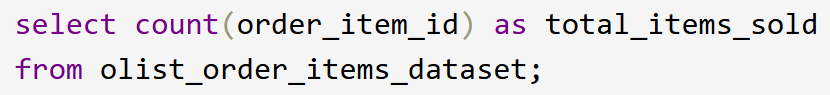 select count(order_item_id) as total_items_sold
from olist_order_items_dataset;